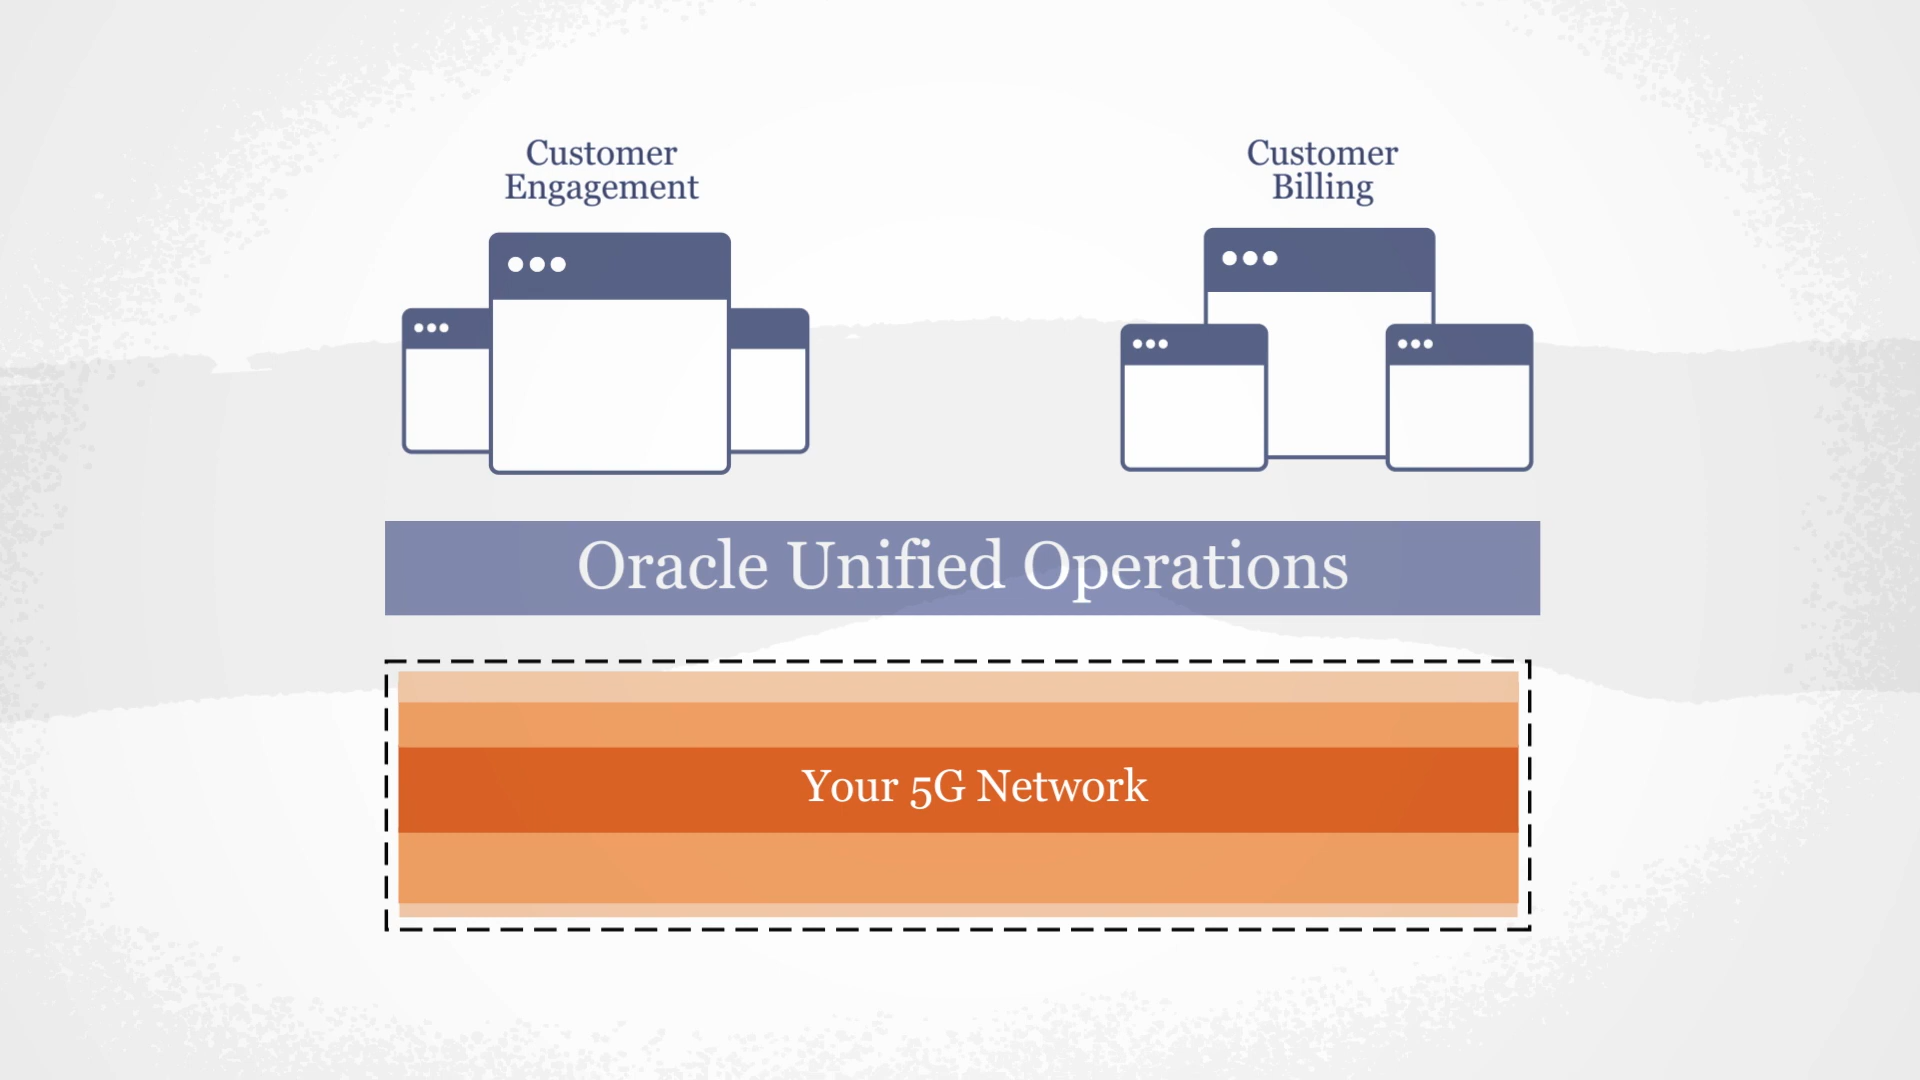 Customer
Engagement
Customer
Billing
Oracle Unified Operations
Your 5G Network